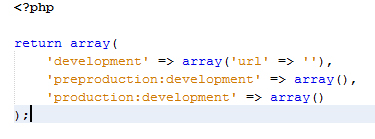 <?php
return array(
    'development' => array('url' => ''),
    'preproduction:development' => array(),
    'production:development' => array()
);